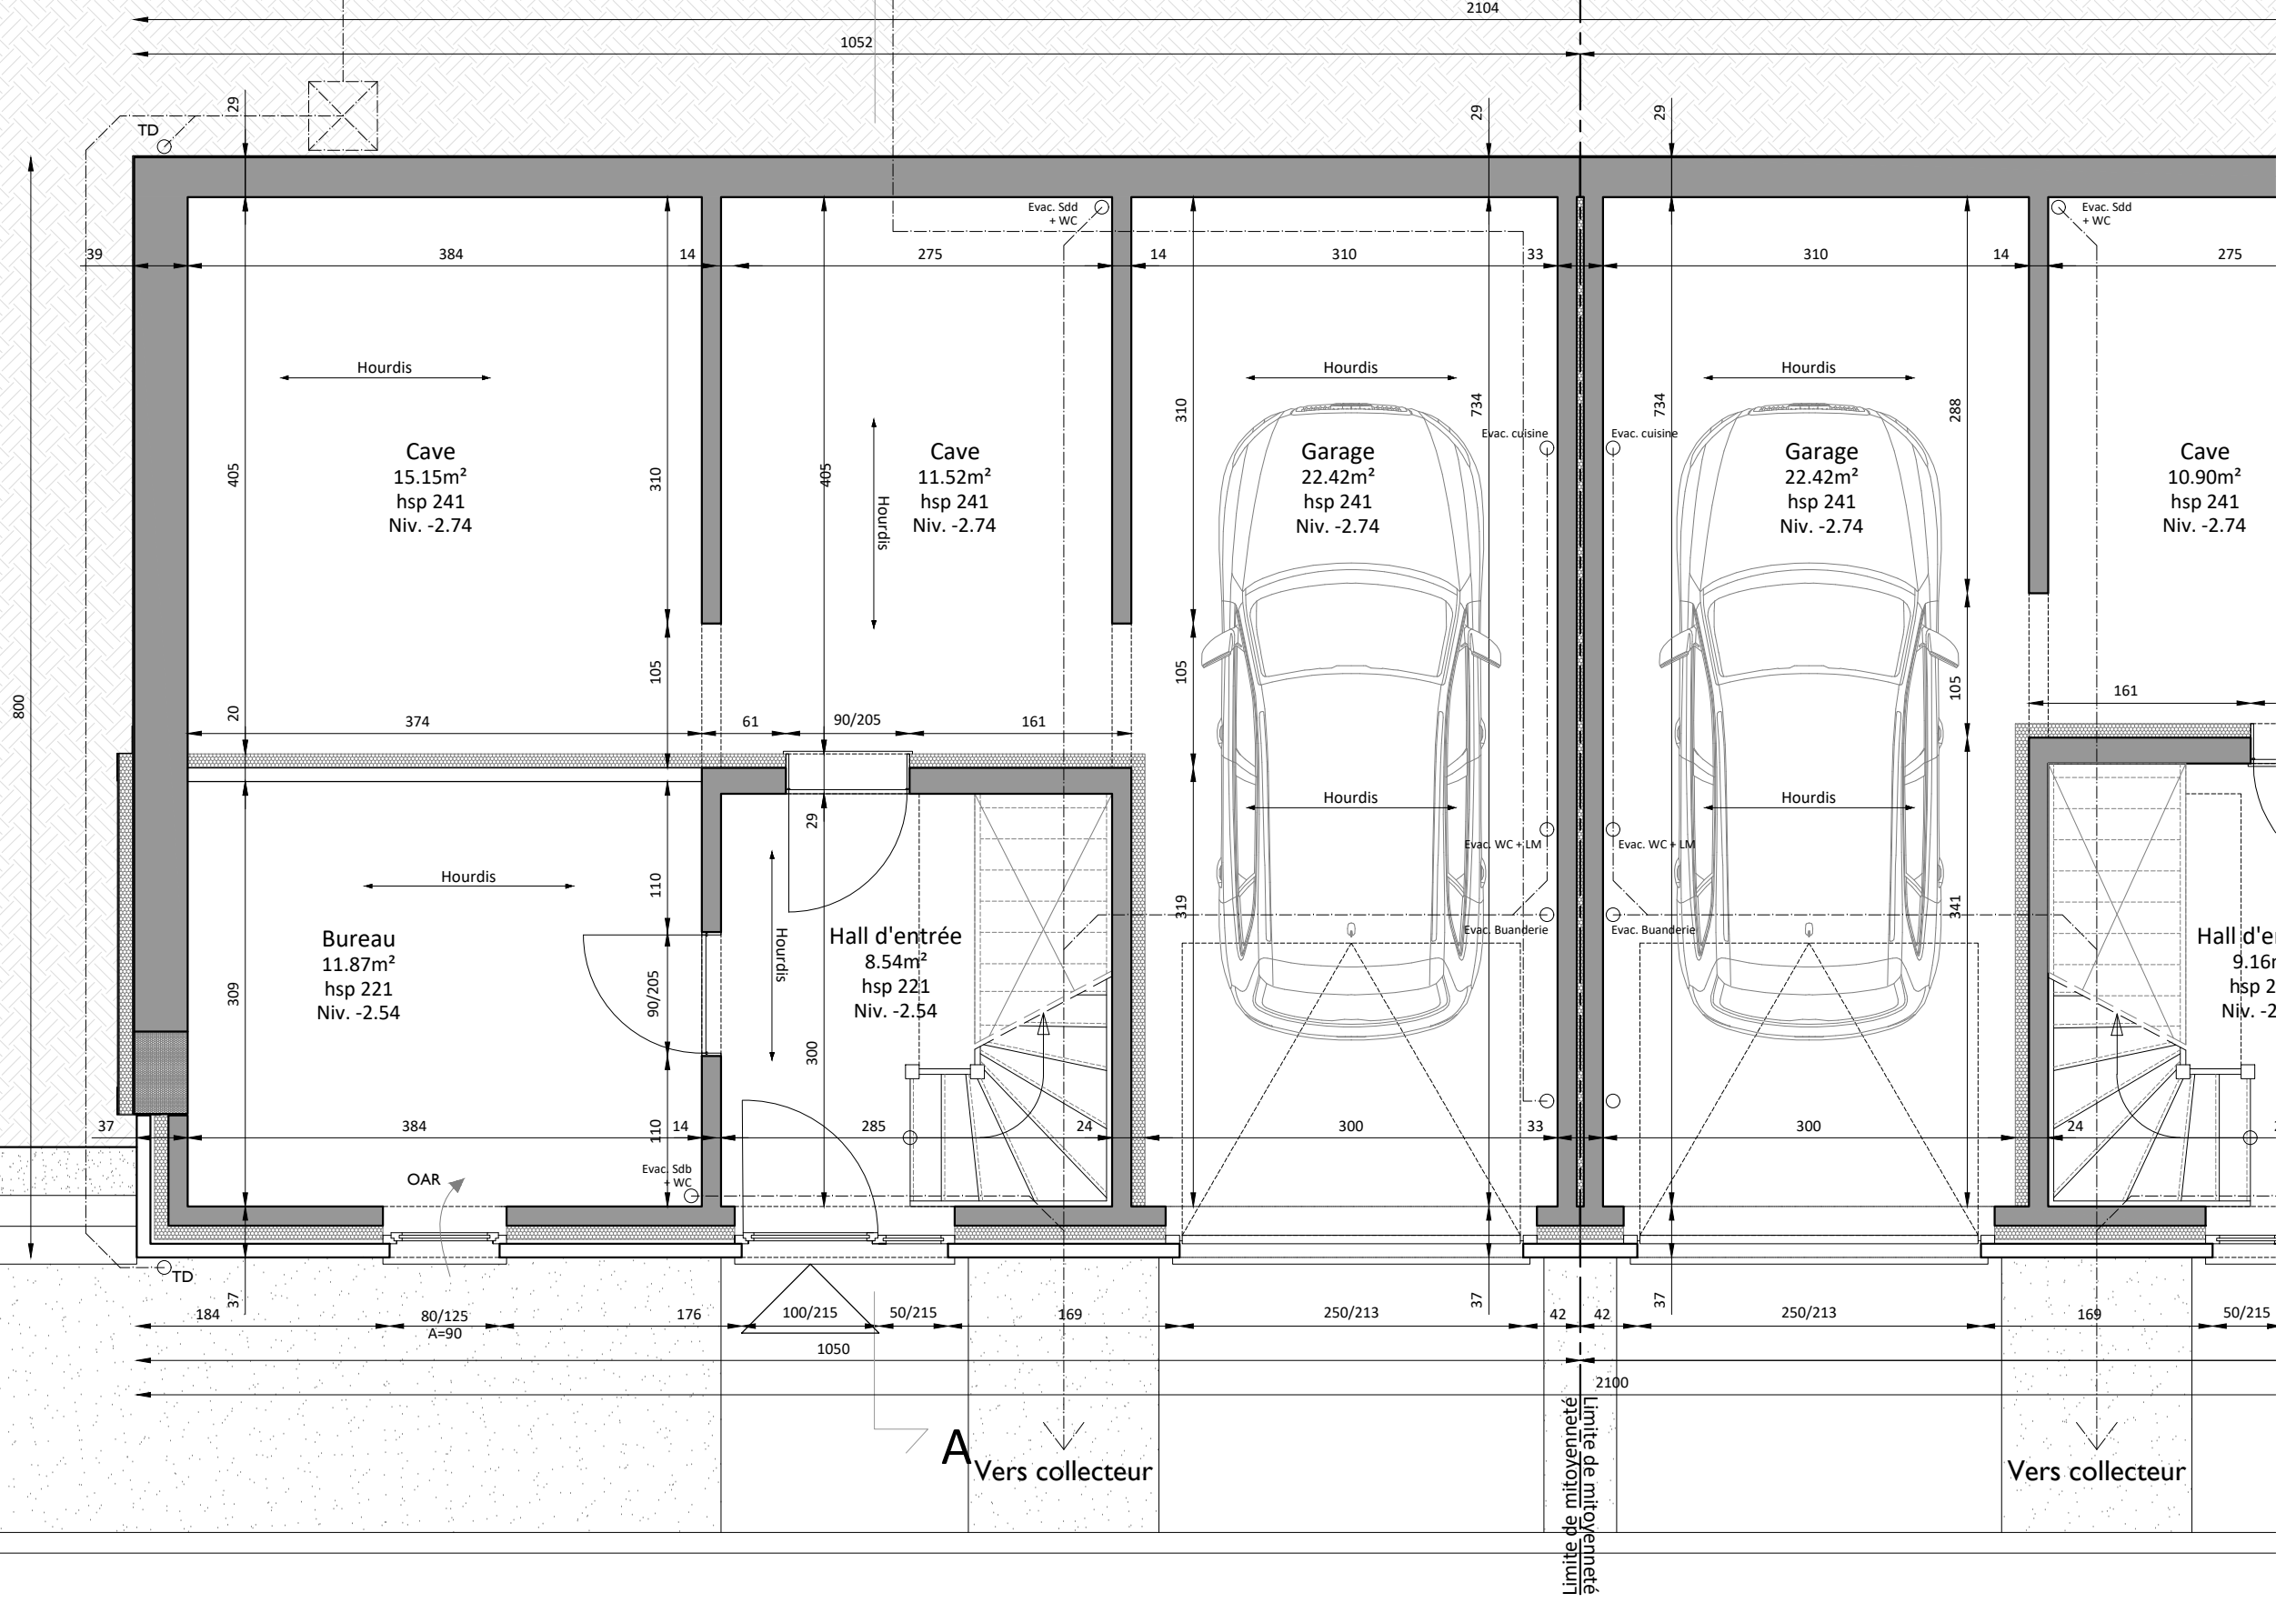 2104
1052
29
29
29
TD
Evac. Sdd
+ WC
Evac. Sdd
+ WC
39
384
14
275
14
310
33
310
14
275
Hourdis
Hourdis
Hourdis
310
734
734
288
Evac. cuisine
Evac. cuisine
405
310
405
Hourdis
Cave
15.15m²
hsp 241
Niv. -2.74
Cave
11.52m²
hsp 241
Niv. -2.74
Garage
22.42m²
hsp 241
Niv. -2.74
Garage
22.42m²
hsp 241
Niv. -2.74
Cave
10.90m²
hsp 241
Niv. -2.74
800
20
105
105
105
161
374
61
90/205
161
Hourdis
Hourdis
29
Evac. WC + LM
Evac. WC + LM
Hourdis
110
319
341
Bureau
11.87m²
hsp 221
Niv. -2.54
Hourdis
Hall d'entrée
8.54m²
hsp 221
Niv. -2.54
Evac. Buanderie
Evac. Buanderie
Hall d'e
9.16
hsp 2
Niv. -2
309
90/205
300
37
384
110
14
285
24
300
33
300
24
Evac. Sdb
+ WC
OAR
TD
37
37
37
184
80/125
A=90
176
100/215
50/215
169
250/213
42
42
250/213
169
50/215
1050
2100
A
Vers collecteur
Vers collecteur
Limite de mitoyenneté
Limite de mitoyenneté